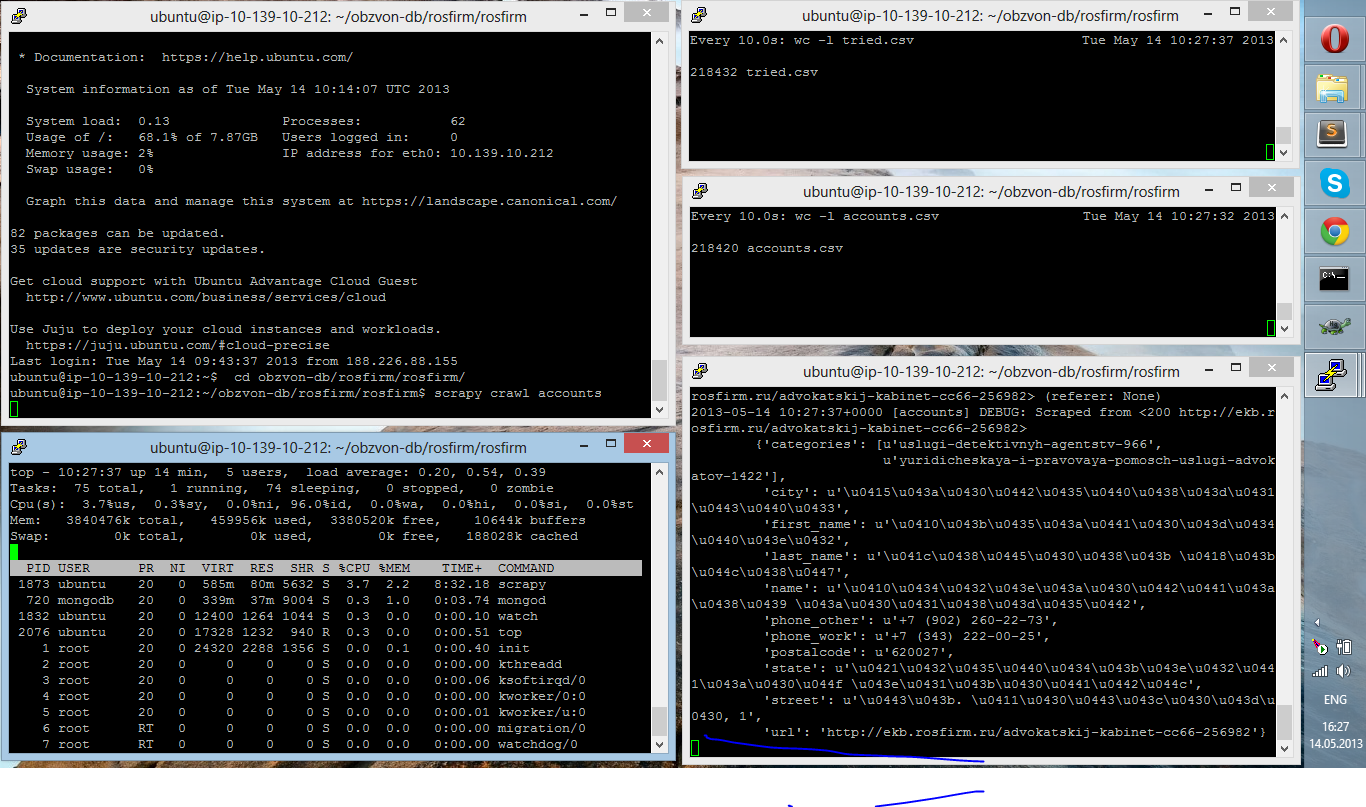 ubuntu@ip-10-139-10-212: ~/obzvon-db/rosfirm/rosfirm
* Documentation:  https://help.ubuntu.com/
System information as of Tue May 14 10:14:07 UTC 2013
System load:  0.13              Processes:           62
Usage of /:   68.1% of 7.87GB   Users logged in:     0
Memory usage: 2%                IP address for eth0: 10.139.10.212
Swap usage:   0%
Graph this data and manage this system at https://landscape.canonical.com/
82 packages can be updated.
35 updates are security updates.
Get cloud support with Ubuntu Advantage Cloud Guest
http://www.ubuntu.com/business/services/cloud
Use Juju to deploy your cloud instances and workloads.
https://juju.ubuntu.com/#cloud-precise
Last login: Tue May 14 09:43:37 2013 from 188.226.88.155
ubuntu@ip-10-139-10-212:~$  cd obzvon-db/rosfirm/rosfirm/
ubuntu@ip-10-139-10-212:~/obzvon-db/rosfirm/rosfirm$ scrapy crawl accounts
ubuntu@ip-10-139-10-212: ~/obzvon-db/rosfirm/rosfirm
top - 10:27:37 up 14 min,  5 users,  load average: 0.20, 0.54, 0.39
Tasks:  75 total,   1 running,  74 sleeping,   0 stopped,   0 zombie
Cpu(s):  3.7%us,  0.3%sy,  0.0%ni, 96.0%id,  0.0%wa,  0.0%hi,  0.0%si,  0.0%st
Mem:   3840476k total,   459956k used,  3380520k free,    10644k buffers
Swap:        0k total,        0k used,        0k free,   188028k cached
PID USER      PR  NI  VIRT  RES  SHR S %CPU %MEM    TIME+  COMMAND
1873 ubuntu    20   0  585m  80m 5632 S  3.7  2.2   8:32.18 scrapy
720 mongodb   20   0  339m  37m 9004 S  0.3  1.0   0:03.74 mongod
1832 ubuntu    20   0 12400 1264 1044 S  0.3  0.0   0:00.10 watch
2076 ubuntu    20   0 17328 1232  940 R  0.3  0.0   0:00.51 top
1 root      20   0 24320 2288 1356 S  0.0  0.1   0:00.40 init
2 root      20   0     0    0    0 S  0.0  0.0   0:00.00 kthreadd
3 root      20   0     0    0    0 S  0.0  0.0   0:00.06 ksoftirqd/0
4 root      20   0     0    0    0 S  0.0  0.0   0:00.00 kworker/0:0
5 root      20   0     0    0    0 S  0.0  0.0   0:00.01 kworker/u:0
6 root      RT   0     0    0    0 S  0.0  0.0   0:00.00 migration/0
7 root      RT   0     0    0    0 S  0.0  0.0   0:00.00 watchdog/0
ubuntu@ip-10-139-10-212: ~/obzvon-db/rosfirm/rosfirm
Every 10.0s: wc -l tried.csv                     Tue May 14 10:27:37 2013
218432 tried.csv
ubuntu@ip-10-139-10-212: ~/obzvon-db/rosfirm/rosfirm
Every 10.0s: wc -l accounts.csv                  Tue May 14 10:27:32 2013
218420 accounts.csv
ubuntu@ip-10-139-10-212: ~/obzvon-db/rosfirm/rosfirm
rosfirm.ru/advokatskij-kabinet-cc66-256982> (referer: None)
2013-05-14 10:27:37+0000 [accounts] DEBUG: Scraped from <200 http://ekb.r
osfirm.ru/advokatskij-kabinet-cc66-256982>
{'categories': [u'uslugi-detektivnyh-agentstv-966',
u'yuridicheskaya-i-pravovaya-pomosch-uslugi-advok
atov-1422'],
'city': u'\u0415\u043a\u0430\u0442\u0435\u0440\u0438\u043d\u0431
\u0443\u0440\u0433',
'first_name': u'\u0410\u043b\u0435\u043a\u0441\u0430\u043d\u0434
\u0440\u043e\u0432',
'last_name': u'\u041c\u0438\u0445\u0430\u0438\u043b \u0418\u043b
\u044c\u0438\u0447',
'name': u'\u0410\u0434\u0432\u043e\u043a\u0430\u0442\u0441\u043a
\u0438\u0439 \u043a\u0430\u0431\u0438\u043d\u0435\u0442',
'phone_other': u'+7 (902) 260-22-73',
'phone_work': u'+7 (343) 222-00-25',
'postalcode': u'620027',
'state': u'\u0421\u0432\u0435\u0440\u0434\u043b\u043e\u0432\u044
1\u043a\u0430\u044f \u043e\u0431\u043b\u0430\u0441\u0442\u044c',
'street': u'\u0443\u043b. \u0411\u0430\u0443\u043c\u0430\u043d\u0
430, 1',
'url': 'http://ekb.rosfirm.ru/advokatskij-kabinet-cc66-256982'}
C:\_
ENG
16:27
14.05.2013